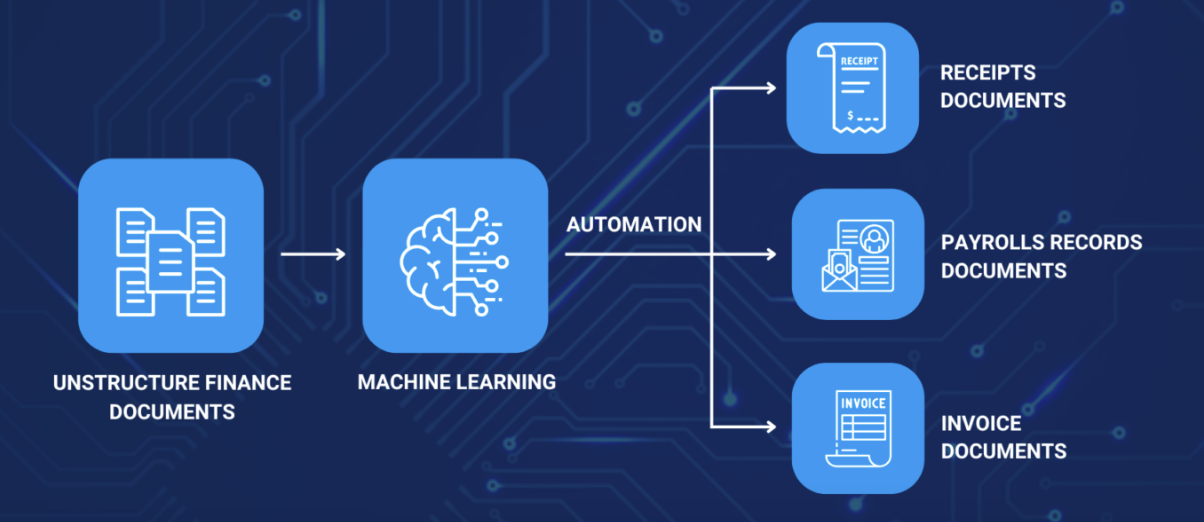 UNSTRUCTURE FINANCE
DOCUMENTS
MACHINE LEARNING
AUTOMATION
RECEIPT
$
RECEIPTS
DOCUMENTS
PAYROLLS RECORDS
DOCUMENTS
INVOICE
INVOICE
DOCUMENTS